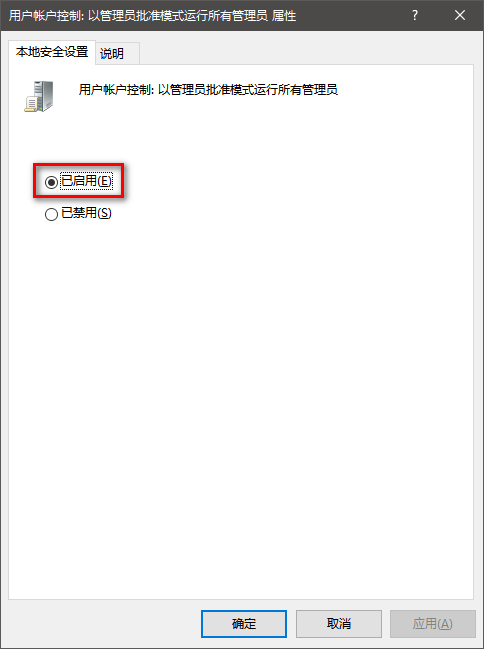 用户帐户控制: 以管理员批准模式运行所有管理员 属性
?
本地安全设置 说明
用户帐户控制: 以管理员批准模式运行所有管理员
已启用(E)
已禁用(S)
确定 取消 应用(A)